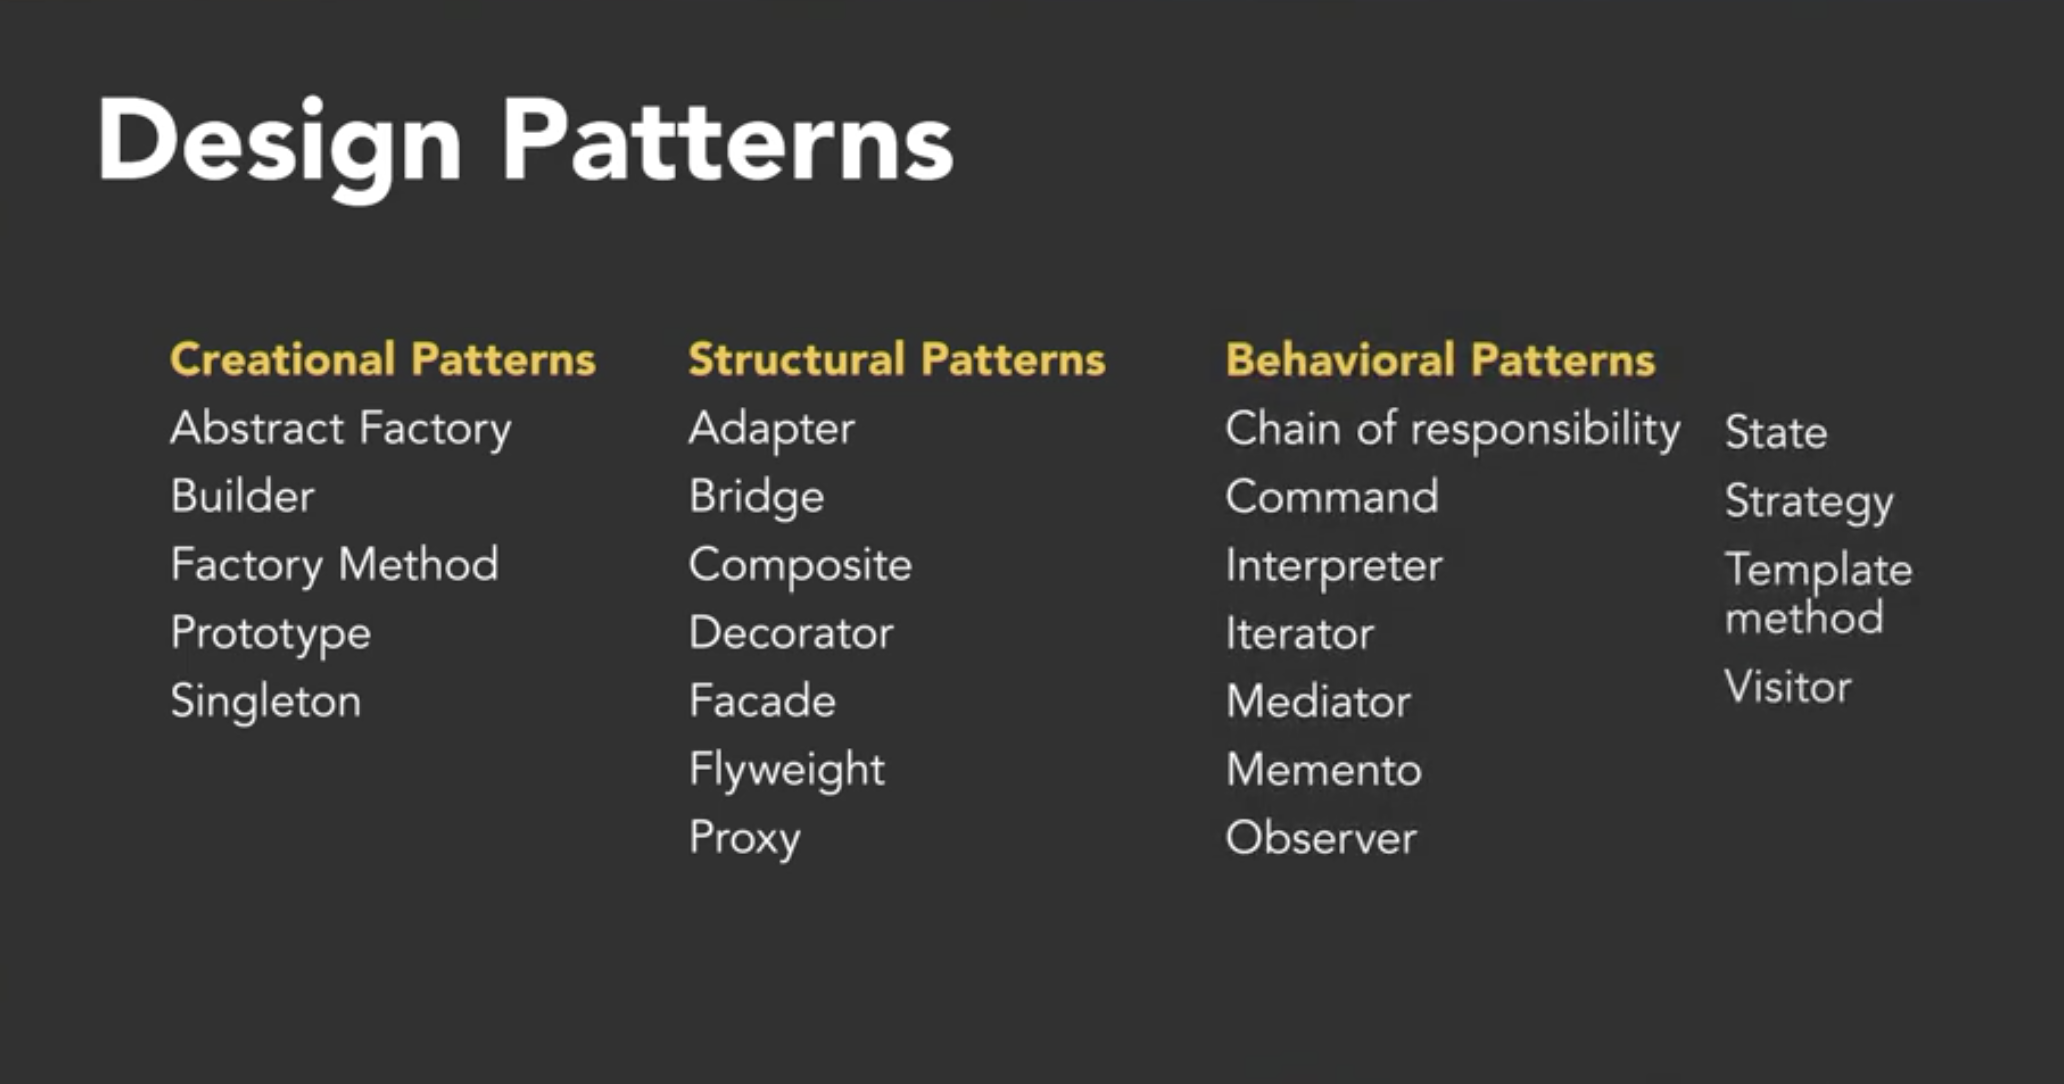 Design Patterns
Creational Patterns
Abstract Factory
Builder
Factory Method
Prototype
Singleton
Structural Patterns
Adapter
Bridge
Composite
Decorator
Facade
Flyweight
Proxy
Behavioral Patterns
Chain of responsibility
Command
Interpreter
Iterator
Mediator
Memento
Observer
State
Strategy
Template
method
Visitor